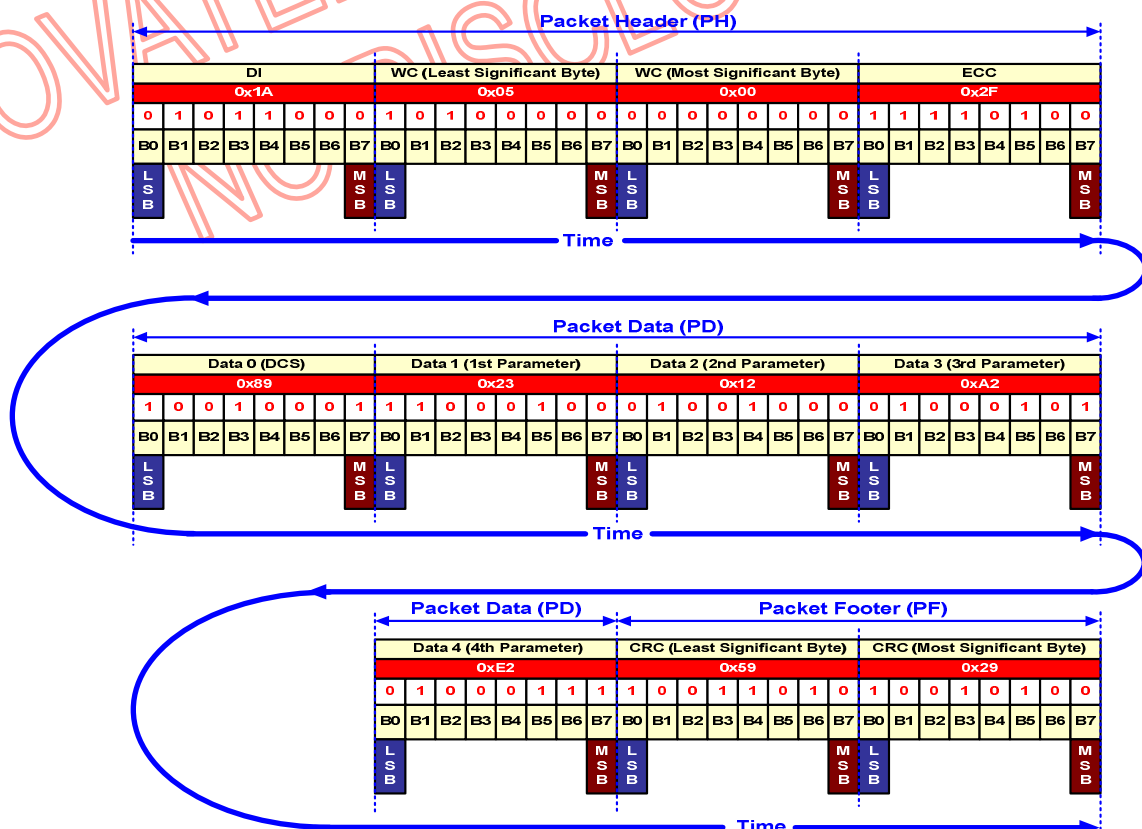 Packet Header (PH)
DI WC (Least Significant Byte) WC (Most Significant Byte) ECC
0x1A 0x05 0x00 0x2F
0 1 0 1 1 0 0 0 1 0 1 0 0 0 0 0 0 0 0 0 0 0 0 0 1 1 1 1 0 1 0 0
B0 B1 B2 B3 B4 B5 B6 B7 B0 B1 B2 B3 B4 B5 B6 B7 B0 B1 B2 B3 B4 B5 B6 B7 B0 B1 B2 B3 B4 B5 B6 B7
LSB MSB LSB MSB LSB MSB LSB MSB
Time
Packet Data (PD)
Data 0 (DCS) Data 1 (1st Parameter) Data 2 (2nd Parameter) Data 3 (3rd Parameter)
0x89 0x23 0x12 0xA2
1 0 0 1 0 0 0 1 1 1 0 0 0 1 0 0 0 1 0 0 1 0 0 0 0 1 0 0 0 1 0 1
B0 B1 B2 B3 B4 B5 B6 B7 B0 B1 B2 B3 B4 B5 B6 B7 B0 B1 B2 B3 B4 B5 B6 B7 B0 B1 B2 B3 B4 B5 B6 B7
LSB MSB LSB MSB LSB MSB LSB MSB
Time
Packet Data (PD) Packet Footer (PF)
Data 4 (4th Parameter) CRC (Least Significant Byte) CRC (Most Significant Byte)
0xE2 0x59 0x29
0 1 0 0 0 1 1 1 1 0 0 1 1 0 1 0 1 0 0 1 0 1 0 0
B0 B1 B2 B3 B4 B5 B6 B7 B0 B1 B2 B3 B4 B5 B6 B7 B0 B1 B2 B3 B4 B5 B6 B7
LSB MSB LSB MSB LSB MSB
Time